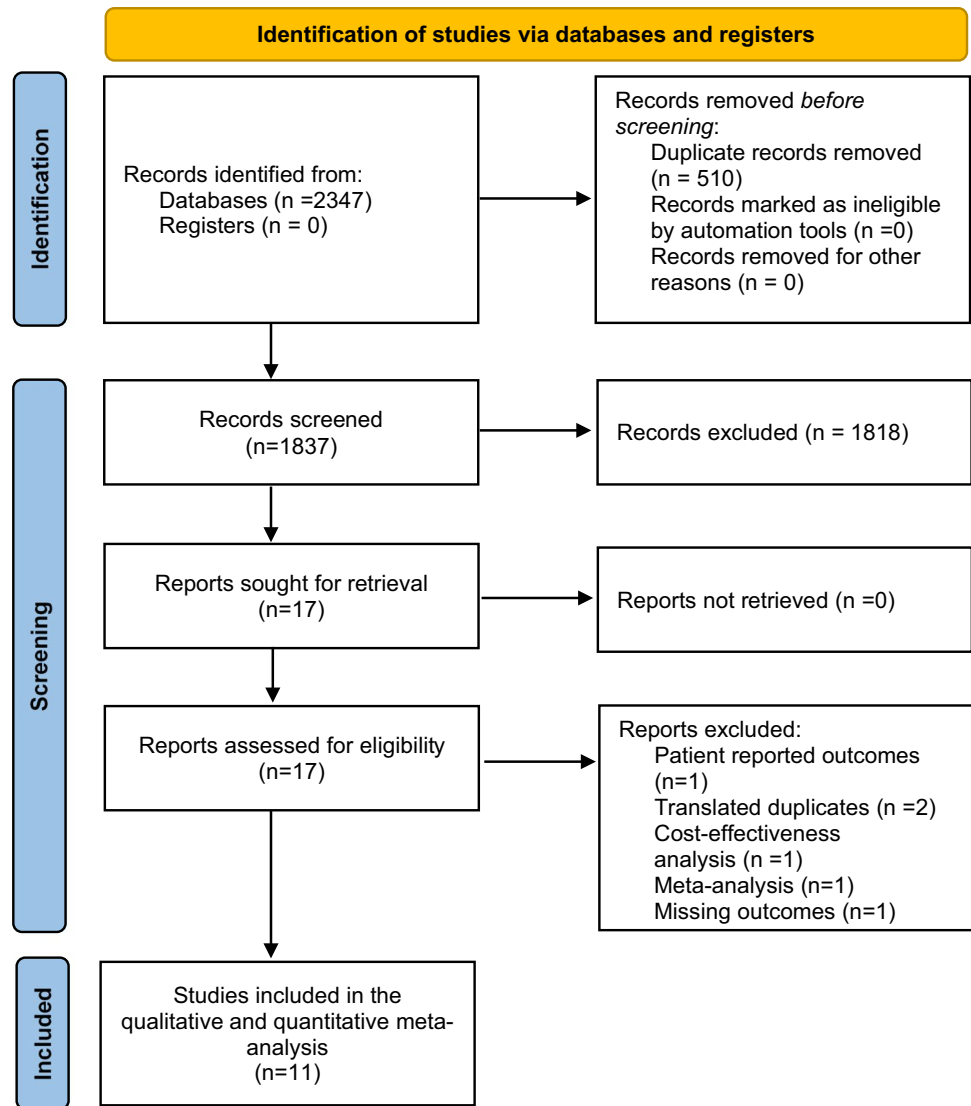 Identification of studies via databases and registers
Identification
Records identified from:
Databases (n =2347)
Registers (n = 0)
Records removed before
screening:
Duplicate records removed
(n = 510)
Records marked as ineligible
by automation tools (n =0)
Records removed for other
reasons (n = 0)
Screening
Records screened
(n=1837)
Records excluded (n = 1818)
Reports sought for retrieval
(n=17)
Reports not retrieved (n =0)
Reports assessed for eligibility
(n=17)
Reports excluded:
Patient reported outcomes
(n=1)
Translated duplicates (n =2)
Cost-effectiveness
analysis (n =1)
Meta-analysis (n=1)
Missing outcomes (n=1)
Included
Studies included in the
qualitative and quantitative meta-
analysis
(n=11)